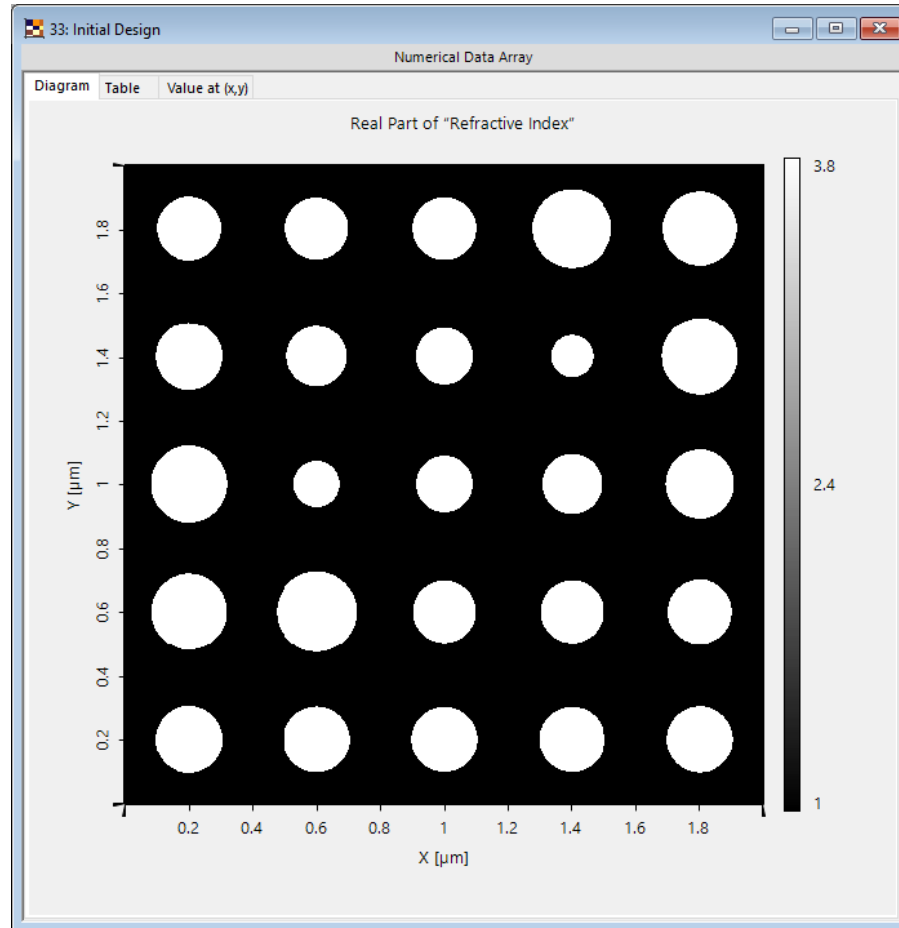 33: Initial Design
Numerical Data Array
Diagram Table Value at (x,y)
Real Part of “Refractive Index”
3.8
2.4
1
Y [µm]
1.8
1.6
1.4
1.2
1
0.8
0.6
0.4
0.2
0.2 0.4 0.6 0.8 1 1.2 1.4 1.6 1.8
X [µm]